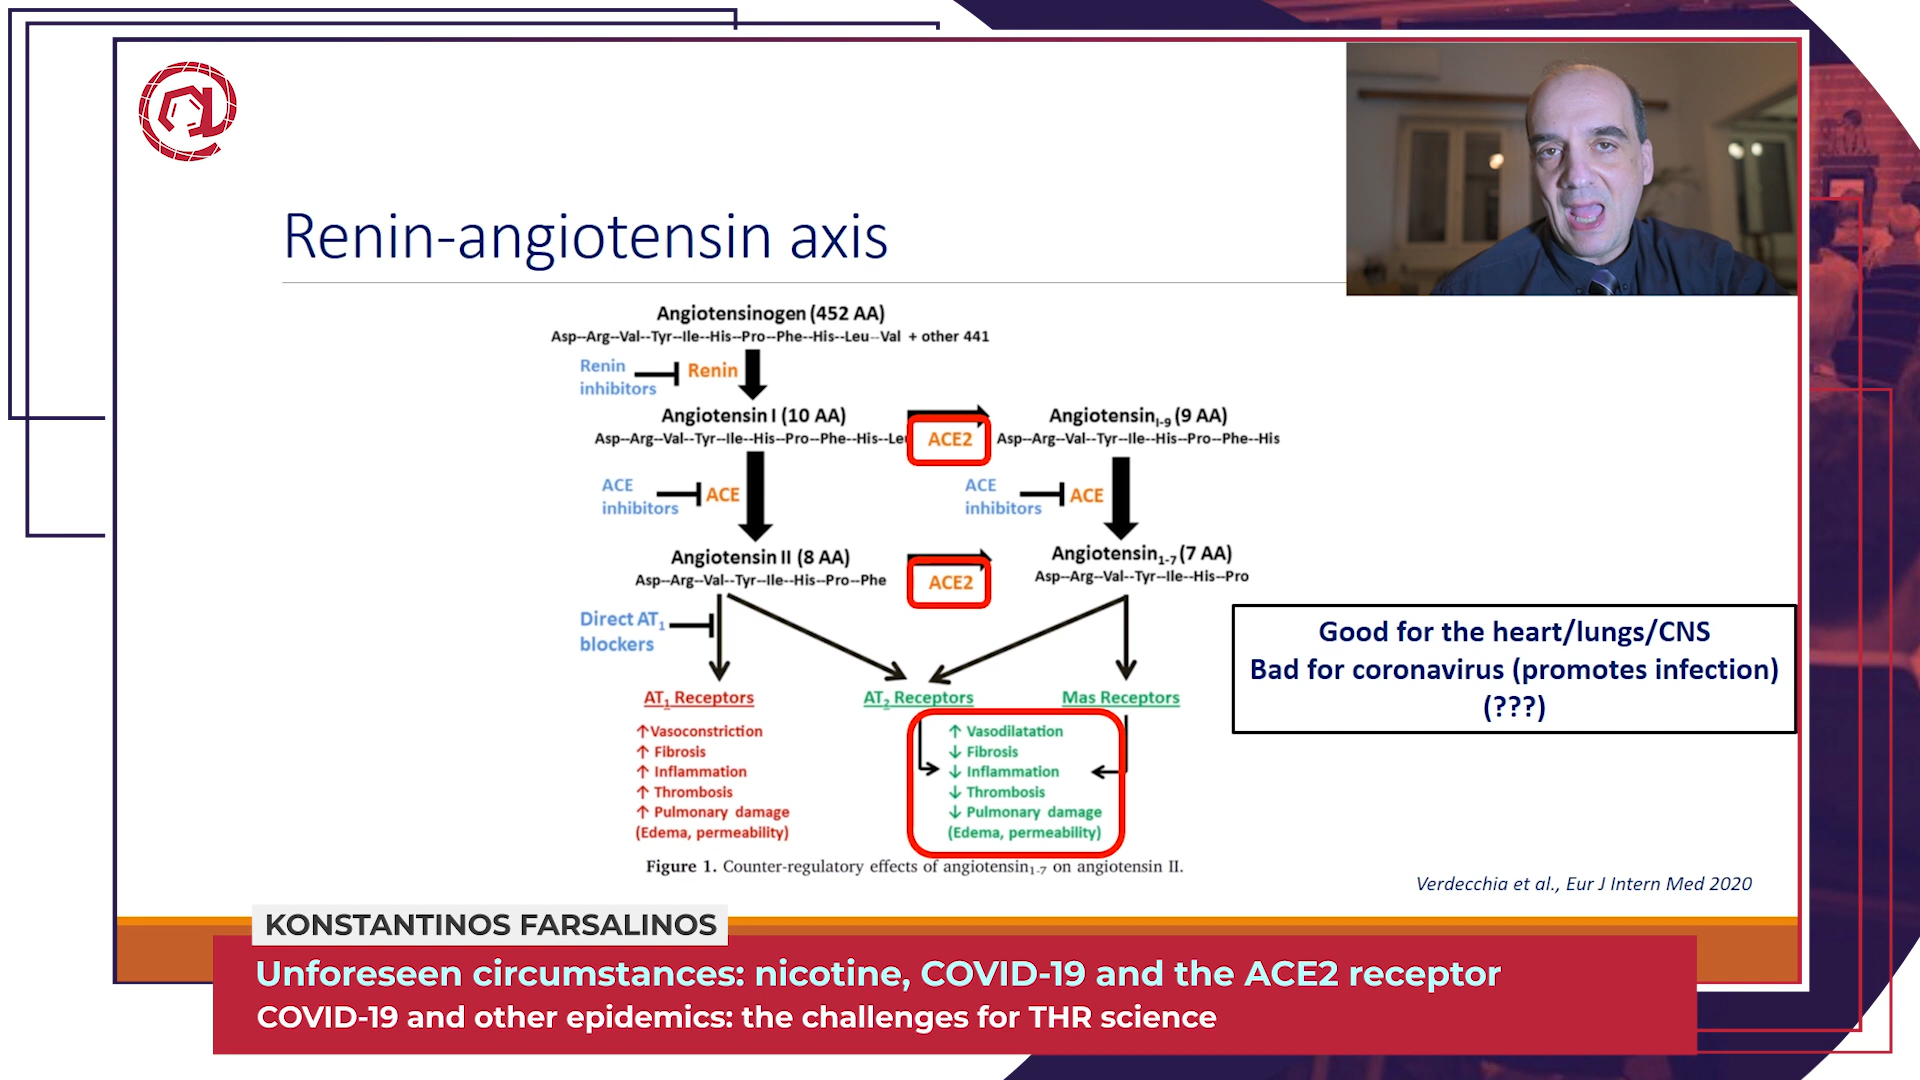 Renin-angiotensin axis
Angiotensinogen (452 AA)
Asp--Arg--Val--Tyr--Ile--His--Pro--Phe--His--Leu--Val + other 441
Renin
inhibitors
Renin
Angiotensin I (10 AA)
Asp--Arg--Val--Tyr--Ile--His--Pro--Phe--His--Le
ACE2
Angiotensin1-9 (9 AA)
Asp--Arg--Val--Tyr--Ile--His--Pro--Phe--His
ACE
inhibitors
ACE
ACE
inhibitors
ACE
Angiotensin II (8 AA)
Asp--Arg--Val--Tyr--Ile--His--Pro--Phe
ACE2
Angiotensin1-7 (7 AA)
Asp--Arg--Val--Tyr--Ile--His--Pro
Direct AT1
blockers
AT1 Receptors
↑Vasoconstriction
↑ Fibrosis
↑ Inflammation
↑ Thrombosis
↑ Pulmonary damage
(Edema, permeability)
AT2 Receptors
Mas Receptors
↑ Vasodilatation
↓ Fibrosis
↓ Inflammation
↓ Thrombosis
↓ Pulmonary damage
(Edema, permeability)
Good for the heart/lungs/CNS
Bad for coronavirus (promotes infection)
(???)
Figure 1. Counter-regulatory effects of angiotensin1-7 on angiotensin II.
Verdecchia et al., Eur J Intern Med 2020
KONSTANTINOS FARSALINOS
Unforeseen circumstances: nicotine, COVID-19 and the ACE2 receptor
COVID-19 and other epidemics: the challenges for THR science